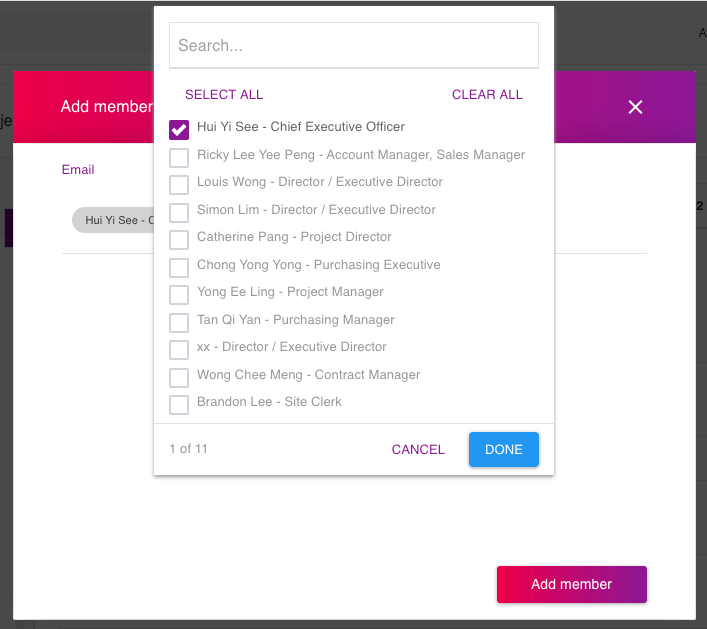 Search...
A
SELECT ALL
CLEAR ALL
Add member
Hui Yi See - Chief Executive Officer
je
Ricky Lee Yee Peng - Account Manager, Sales Manager
Email
Louis Wong - Director / Executive Director
Simon Lim - Director / Executive Director
2
Hui Yi See - C
Catherine Pang - Project Director
Chong Yong Yong - Purchasing Executive
Yong Ee Ling - Project Manager
Tan Qi Yan - Purchasing Manager
xx - Director / Executive Director
Wong Chee Meng - Contract Manager
Brandon Lee - Site Clerk
1 of 11
CANCEL
DONE
Add member